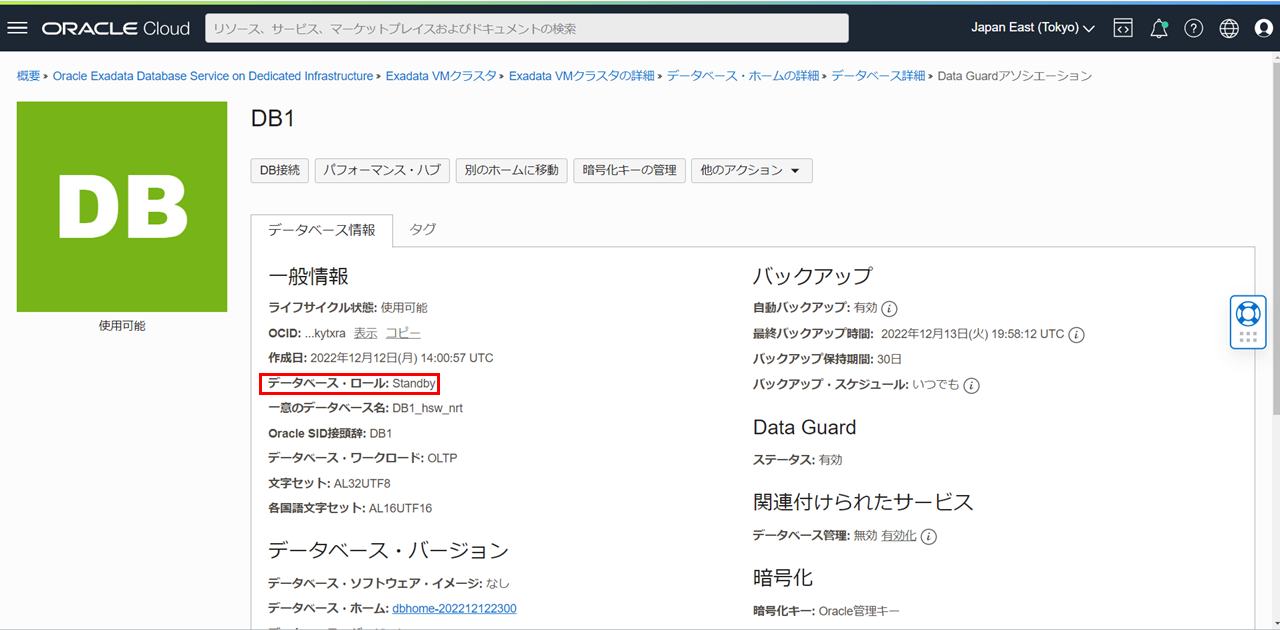 ORACLE Cloud
リソース、サービス、マーケットプレイスおよびドキュメントの検索
Japan East (Tokyo)
概要 » Oracle Exadata Database Service on Dedicated Infrastructure » Exadata VMクラスタ » Exadata VMクラスタの詳細 » データベース・ホームの詳細 » データベース詳細 » Data Guardアソシエーション
DB
使用可能
DB1
DB接続 パフォーマンス・ハブ 別のホームに移動 暗号化キーの管理 他のアクション
データベース情報 タグ
一般情報
ライフサイクル状態: 使用可能
OCID: ...kytxra 表示 コピー
作成日: 2022年12月12日(月) 14:00:57 UTC
データベース・ロール: Standby
一意のデータベース名: DB1_hsw_nrt
Oracle SID接頭辞: DB1
データベース・ワークロード: OLTP
文字セット: AL32UTF8
各国語文字セット: AL16UTF16
データベース・バージョン
データベース・ソフトウェア・イメージ: なし
データベース・ホーム: dbhome-202212122300
バックアップ
自動バックアップ: 有効
最終バックアップ時間: 2022年12月13日(火) 19:58:12 UTC
バックアップ保持期間: 30日
バックアップ・スケジュール: いつでも
Data Guard
ステータス: 有効
関連付けられたサービス
データベース管理: 無効 有効化
暗号化
暗号化キー: Oracle管理キー